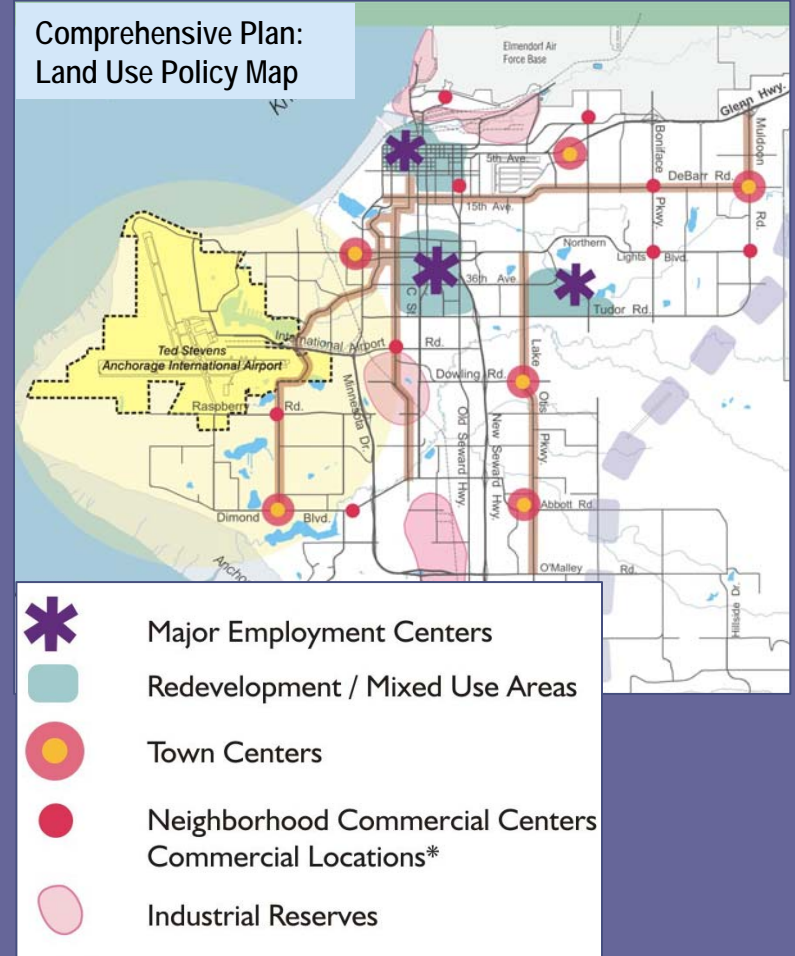 Comprehensive Plan:
Land Use Policy Map
Elmendorf Air
Force Base
Glenn Hwy.
Muldoon
Rd.
Boniface
Pkwy.
5th Ave.
DeBarr Rd.
15th Ave.
Northern
Lights Blvd.
36th Ave
Tudor Rd.
C St
International Airport Rd.
Ted Stevens
Anchorage International Airport
Minnesota Dr.
Dowling Rd.
Lake
Otis
Pkwy.
Raspberry Rd.
Old Seward Hwy.
New Seward Hwy.
Dimond Blvd.
Abbott Rd.
O'Malley Rd.
Hillside Dr.
Major Employment Centers
Redevelopment / Mixed Use Areas
Town Centers
Neighborhood Commercial Centers
Commercial Locations*
Industrial Reserves